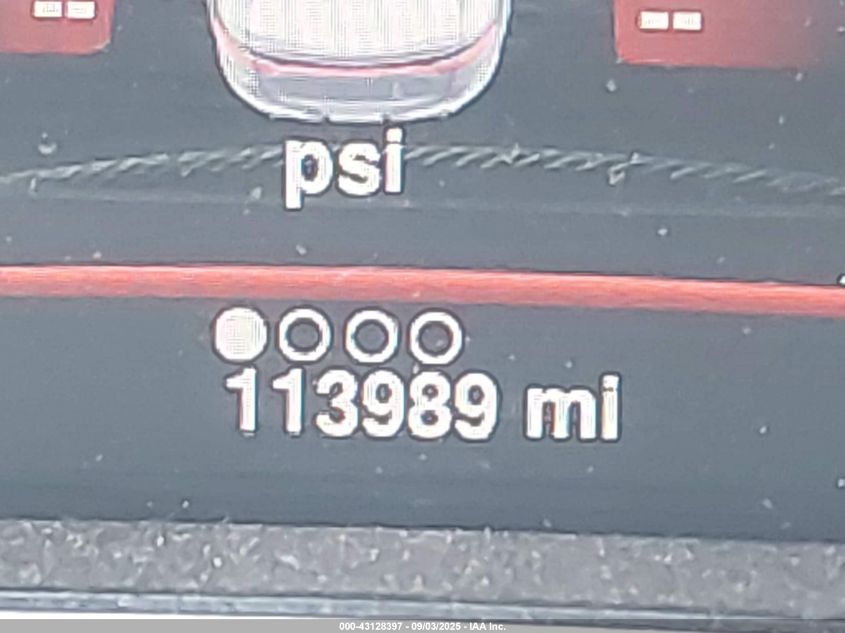 -- --
psi
113989 mi
000-43128397 - 09/03/2025 - IAA Inc.